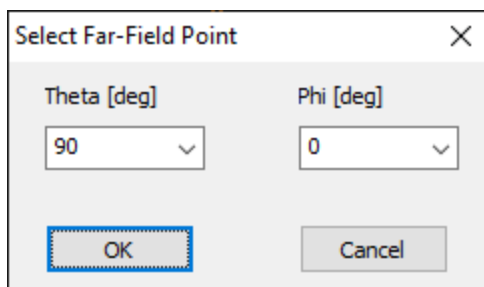 Select Far-Field Point
Theta [deg] Phi [deg]
90 0
OK Cancel